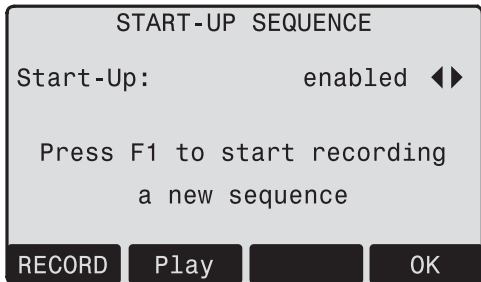 START-UP SEQUENCE
Start-Up: enabled
Press F1 to start recording
a new sequence
RECORD Play OK